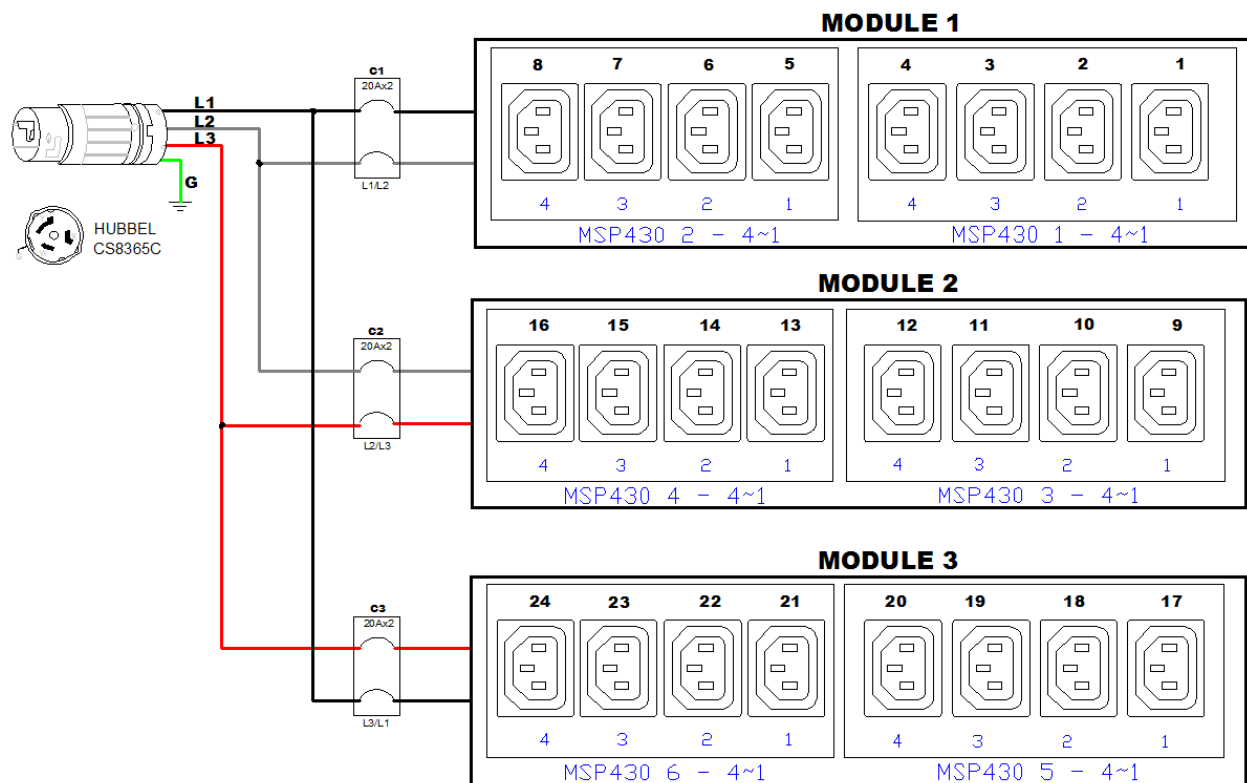 MODULE 1
C1
20Ax2
8 7 6 5 4 3 2 1
L1
L2
L3
G
L1/L2
4 3 2 1 4 3 2 1
MSP430 2 - 4~1 MSP430 1 - 4~1
HUBBEL
CS8365C
MODULE 2
C2
20Ax2
16 15 14 13 12 11 10 9
L2/L3
4 3 2 1 4 3 2 1
MSP430 4 - 4~1 MSP430 3 - 4~1
MODULE 3
C3
20Ax2
24 23 22 21 20 19 18 17
L3/L1
4 3 2 1 4 3 2 1
MSP430 6 - 4~1 MSP430 5 - 4~1